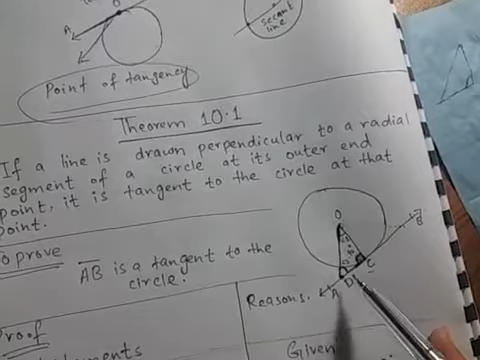 O
A
secant
line
Point of tangency
Theorem 10.1
If a line is drawn perpendicular to a radial
segment of a circle at its outer end
point, it is tangent to the circle at that
point.
To prove
AB is a tangent to the
circle.
O
B
C
D
A
Reasons.
Proof
Given